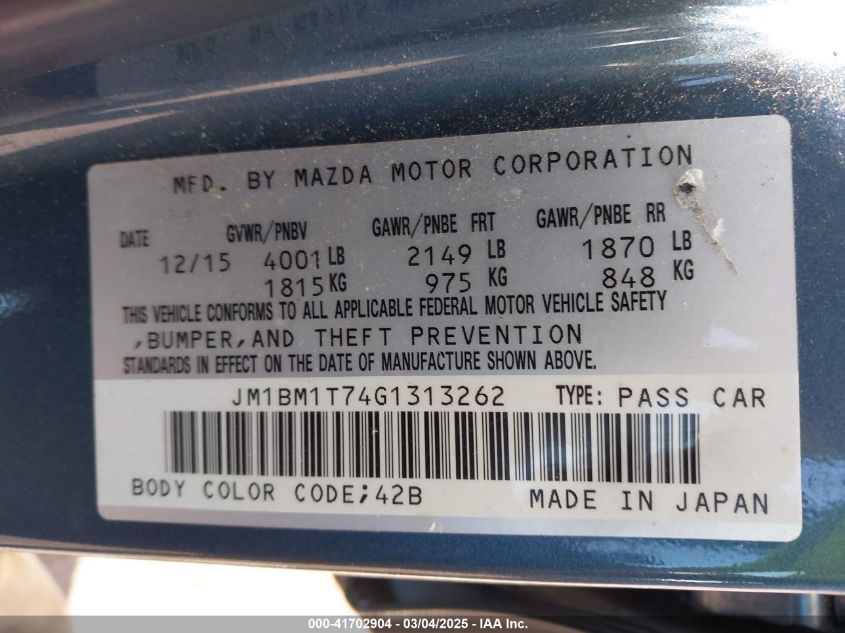 MFD. BY MAZDA MOTOR CORPORATION
DATE GVWR/PNBV GAWR/PNBE FRT GAWR/PNBE RR
12/15 4001 LB 2149 LB 1870 LB
1815 KG 975 KG 848 KG
THIS VEHICLE CONFORMS TO ALL APPLICABLE FEDERAL MOTOR VEHICLE SAFETY
,BUMPER,AND THEFT PREVENTION
STANDARDS IN EFFECT ON THE DATE OF MANUFACTURE SHOWN ABOVE.
JM1BM1T74G1313262 TYPE: PASS CAR
BODY COLOR CODE;42B MADE IN JAPAN
000-41702904 - 03/04/2025 - IAA Inc.